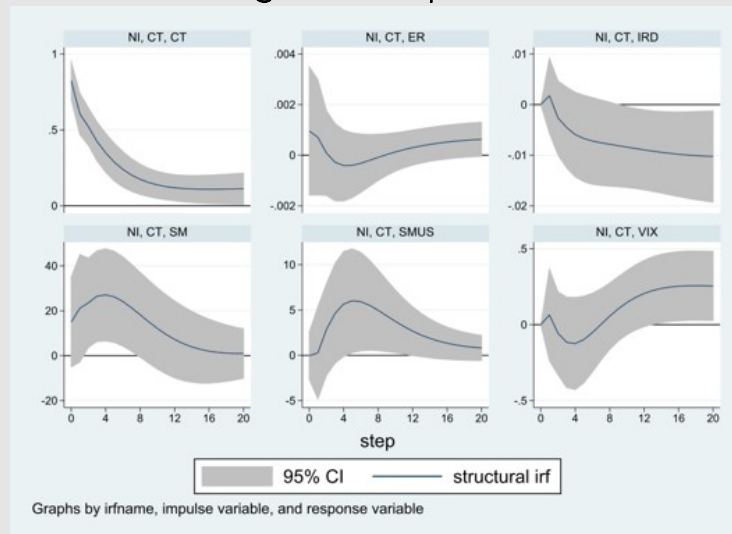 NI, CT, CT
NI, CT, ER
NI, CT, IRD
1
.5
0
.004
.002
0
-.002
.01
0
-.01
-.02
NI, CT, SM
NI, CT, SMUS
NI, CT, VIX
40
20
0
-20
10
5
0
-5
.5
0
-.5
0 4 8 12 16 20
0 4 8 12 16 20
0 4 8 12 16 20
step
95% CI
structural irf
Graphs by irfname, impulse variable, and response variable